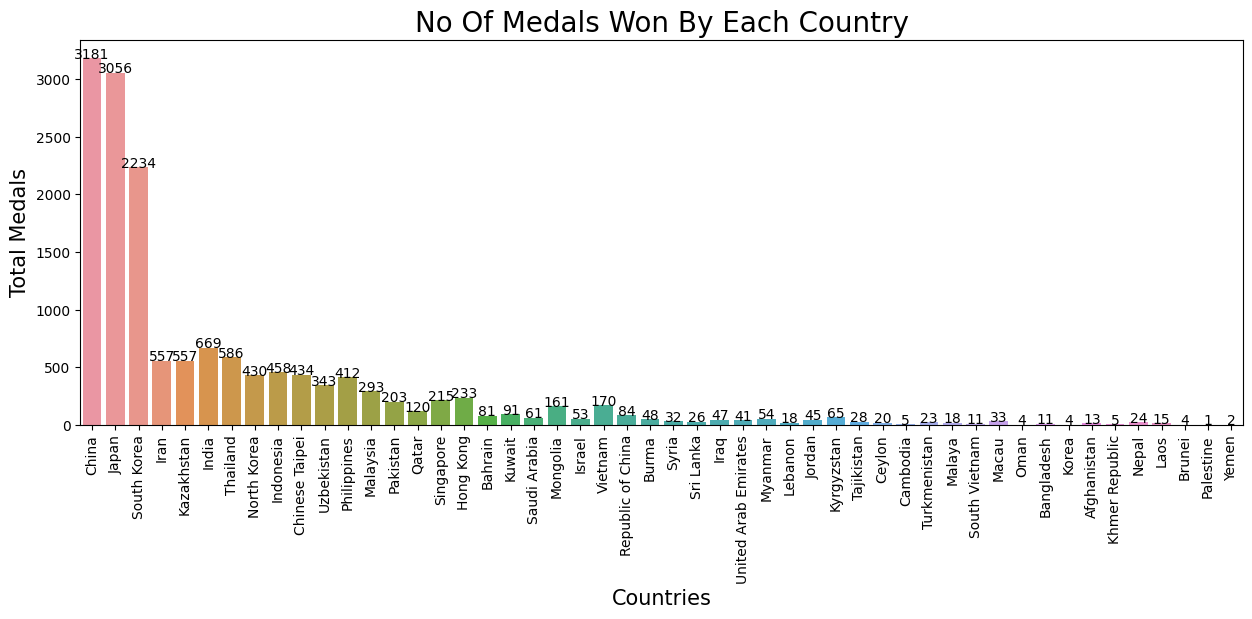 No Of Medals Won By Each Country
Total Medals
3000
2500
2000
1500
1000
500
0
3181
3056
2234
557
557
669
586
430
458
434
343
412
293
203
120
215
233
81
91
61
161
53
170
84
48
32
26
47
41
54
18
45
65
28
20
5
23
18
11
33
4
11
4
13
5
24
15
4
1
2
China
Japan
South Korea
Iran
Kazakhstan
India
Thailand
North Korea
Indonesia
Chinese Taipei
Uzbekistan
Philippines
Malaysia
Pakistan
Qatar
Singapore
Hong Kong
Bahrain
Kuwait
Saudi Arabia
Mongolia
Israel
Vietnam
Republic of China
Burma
Syria
Sri Lanka
Iraq
United Arab Emirates
Myanmar
Lebanon
Jordan
Kyrgyzstan
Tajikistan
Ceylon
Cambodia
Turkmenistan
Malaya
South Vietnam
Macau
Oman
Bangladesh
Korea
Afghanistan
Khmer Republic
Nepal
Laos
Brunei
Palestine
Yemen
Countries